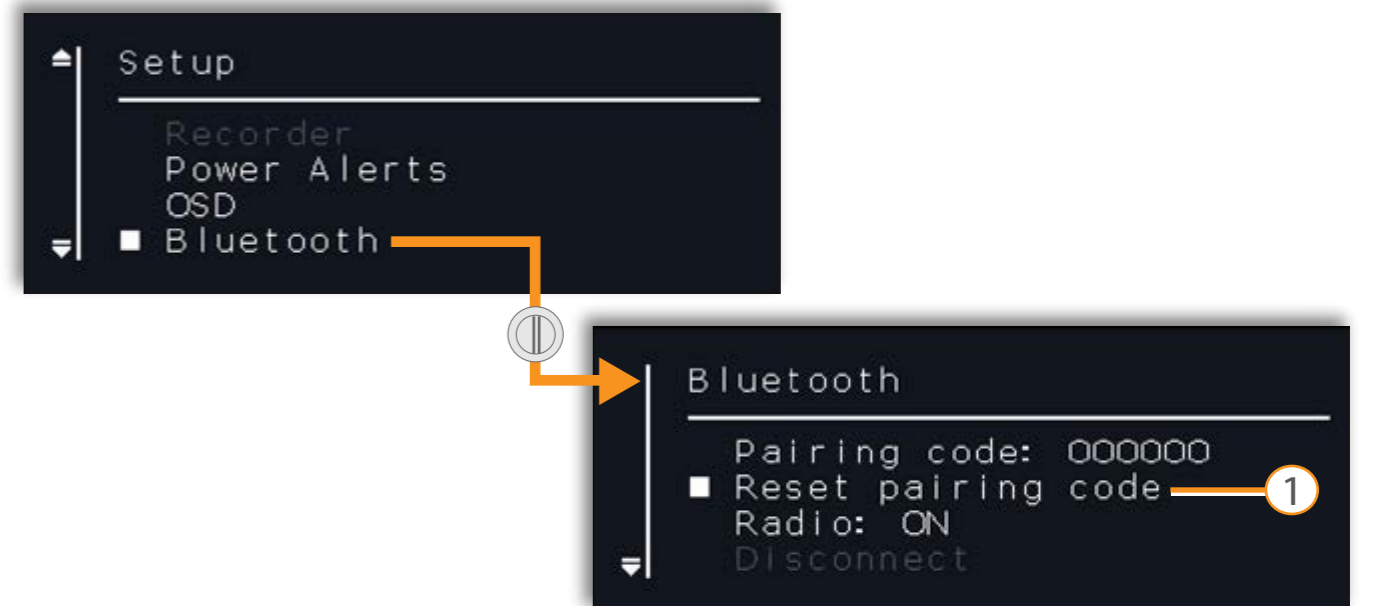 Setup
Recorder
Power Alerts
OSD
Bluetooth
Bluetooth
Pairing code: 000000
Reset pairing code
1
Radio: ON
Disconnect